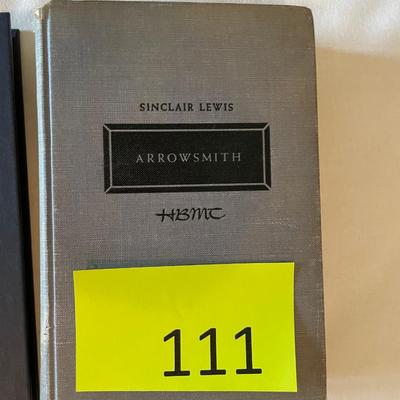 SINCLAIR LEWIS
ARROWSMITH
HBMC
111